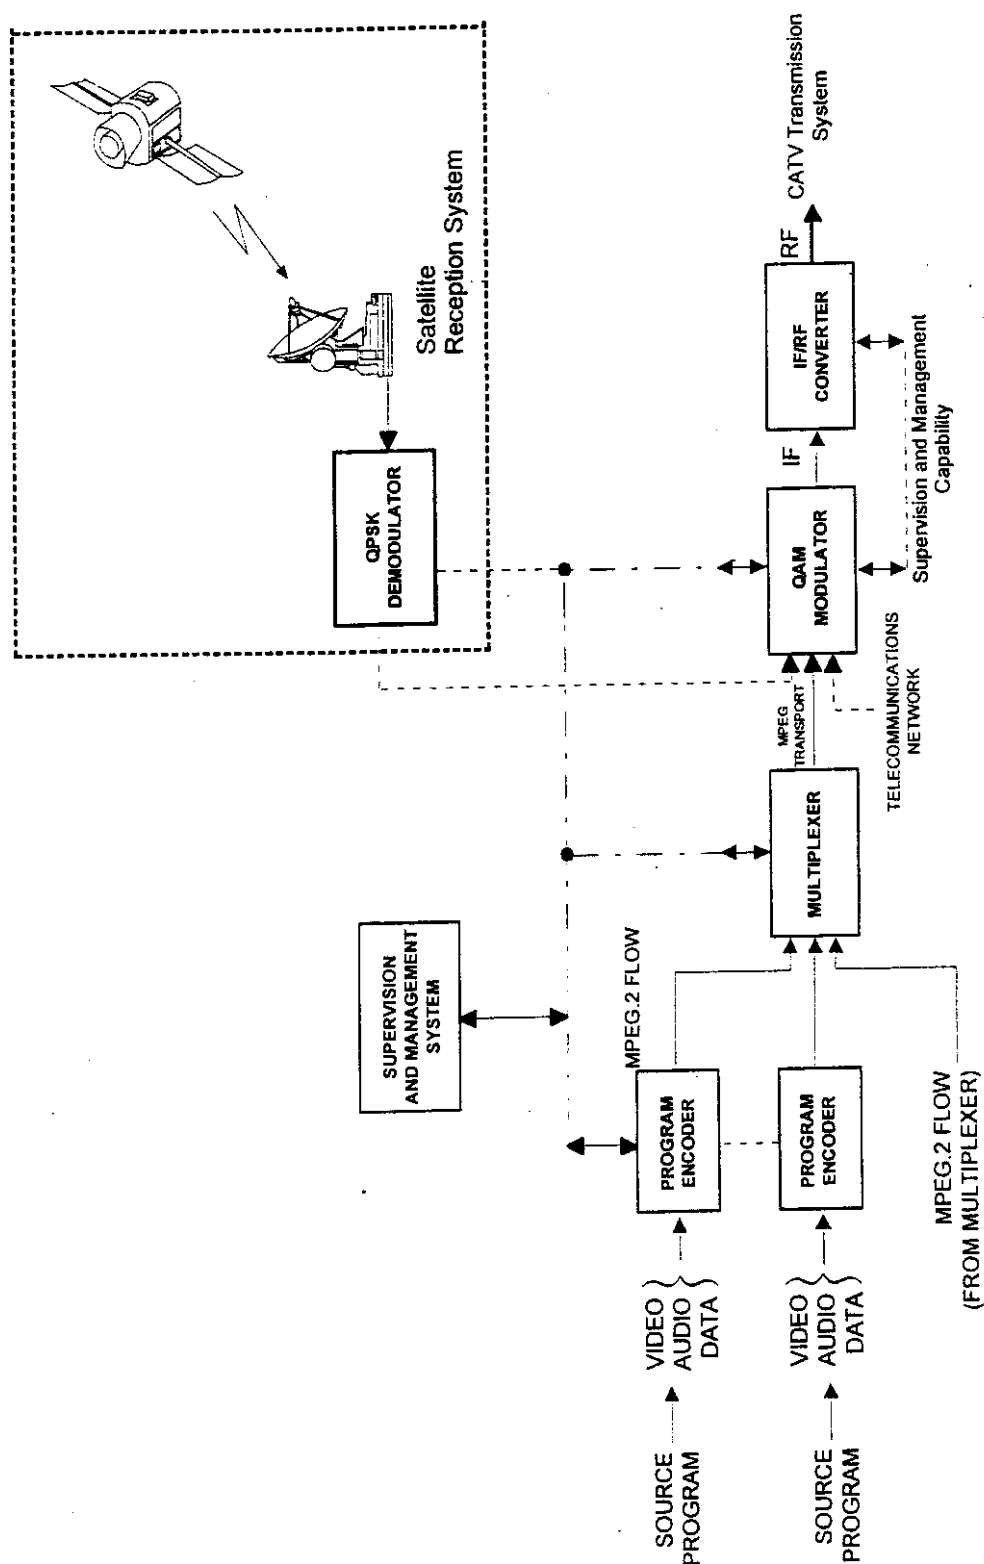 Satellite
Reception System
QPSK
DEMODULATOR
SUPERVISION
AND MANAGEMENT
SYSTEM
SOURCE
PROGRAM
VIDEO
AUDIO
DATA
PROGRAM
ENCODER
MPEG.2 FLOW
SOURCE
PROGRAM
VIDEO
AUDIO
DATA
PROGRAM
ENCODER
MPEG.2 FLOW
(FROM MULTIPLEXER)
MULTIPLEXER
MPEG
TRANSPORT
TELECOMMUNICATIONS
NETWORK
QAM
MODULATOR
IF
IF/RF
CONVERTER
RF
CATV Transmission
System
Supervision and Management
Capability